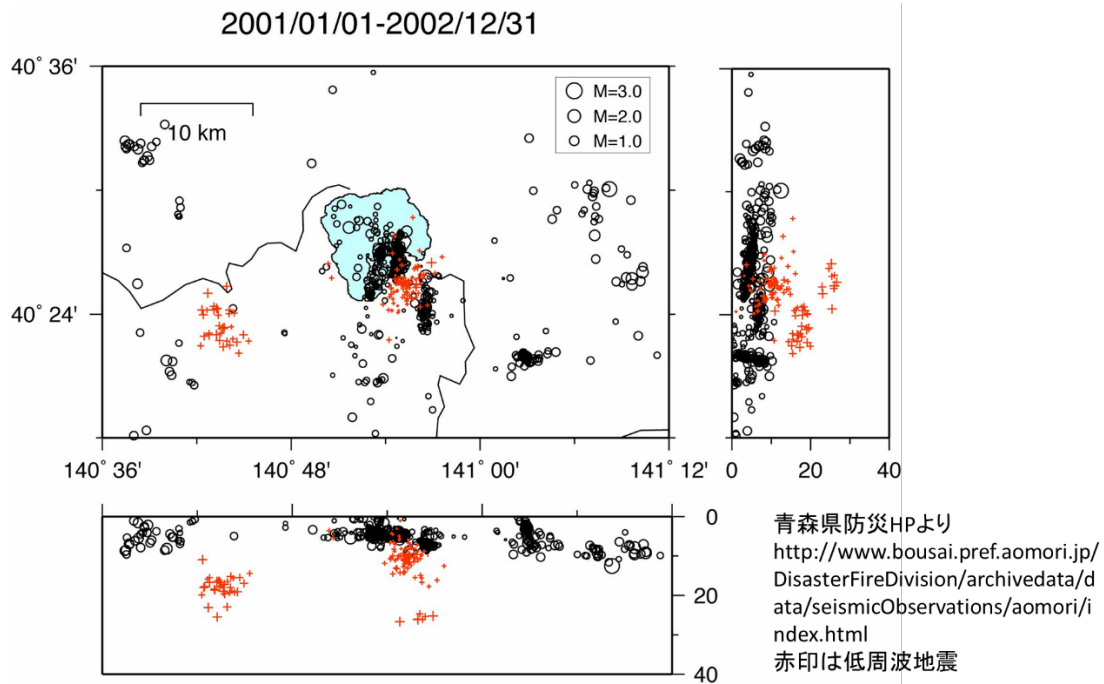 2001/01/01-2002/12/31
40° 36'
10 km
M=3.0
M=2.0
M=1.0
40° 24'
140° 36'
140° 48'
141° 00'
141° 12'
0
20
40
0
20
40
青森県防災HPより
http://www.bousai.pref.aomori.jp/
DisasterFireDivision/archivedata/d
ata/seismicObservations/aomori/i
ndex.html
赤印は低周波地震